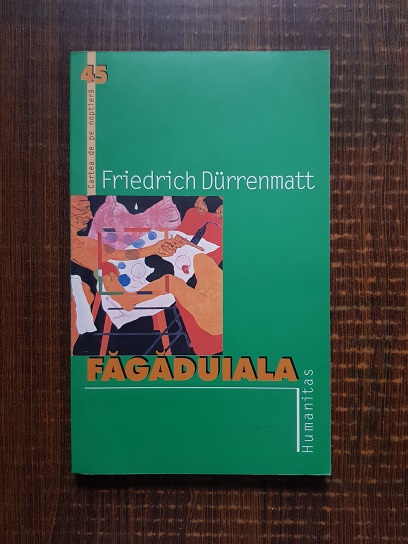 45
Cartea de pe noptieră
Friedrich Dürrenmatt
FĂGĂDUIALA
Humanitas